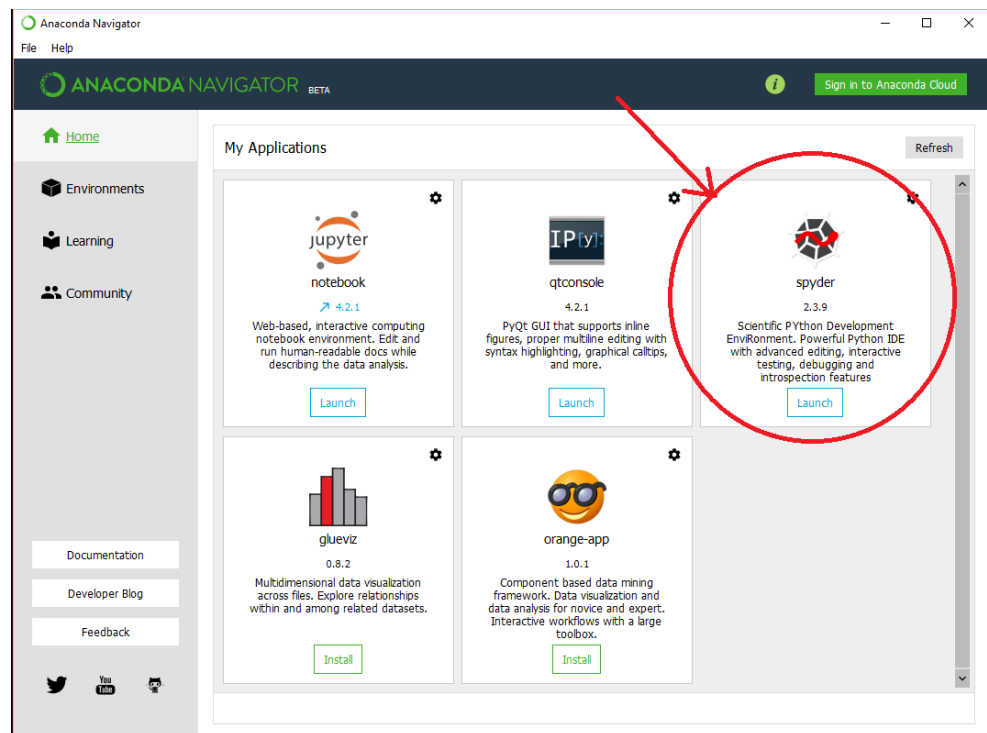 Anaconda Navigator
File Help
ANACONDA NAVIGATOR BETA
i
Sign in to Anaconda Cloud
Home
Environments
Learning
Community
Documentation
Developer Blog
Feedback
You
Tube
My Applications
Refresh
jupyter
notebook
4.2.1
Web-based, interactive computing
notebook environment. Edit and
run human-readable docs while
describing the data analysis.
Launch
IP[y]:
qtconsole
4.2.1
PyQt GUI that supports inline
figures, proper multiline editing with
syntax highlighting, graphical calltips,
and more.
Launch
spyder
2.3.9
Scientific PYthon Development
EnviRonment. Powerful Python IDE
with advanced editing, interactive
testing, debugging and
introspection features
Launch
glueviz
0.8.2
Multidimensional data visualization
across files. Explore relationships
within and among related datasets.
Install
orange-app
1.0.1
Component based data mining
framework. Data visualization and
data analysis for novice and expert.
Interactive workflows with a large
toolbox.
Install